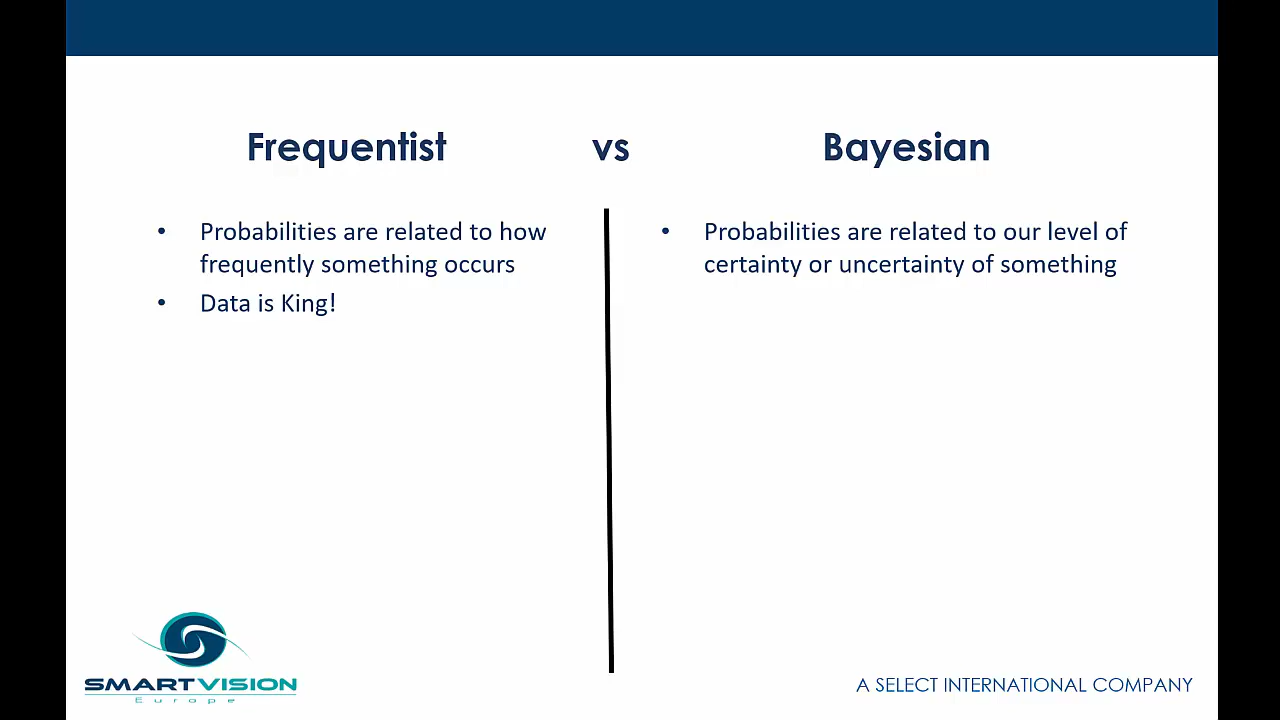 Frequentist vs Bayesian
• Probabilities are related to how
frequently something occurs
• Data is King!
• Probabilities are related to our level of
certainty or uncertainty of something
SMARTVISION
Europe
A SELECT INTERNATIONAL COMPANY